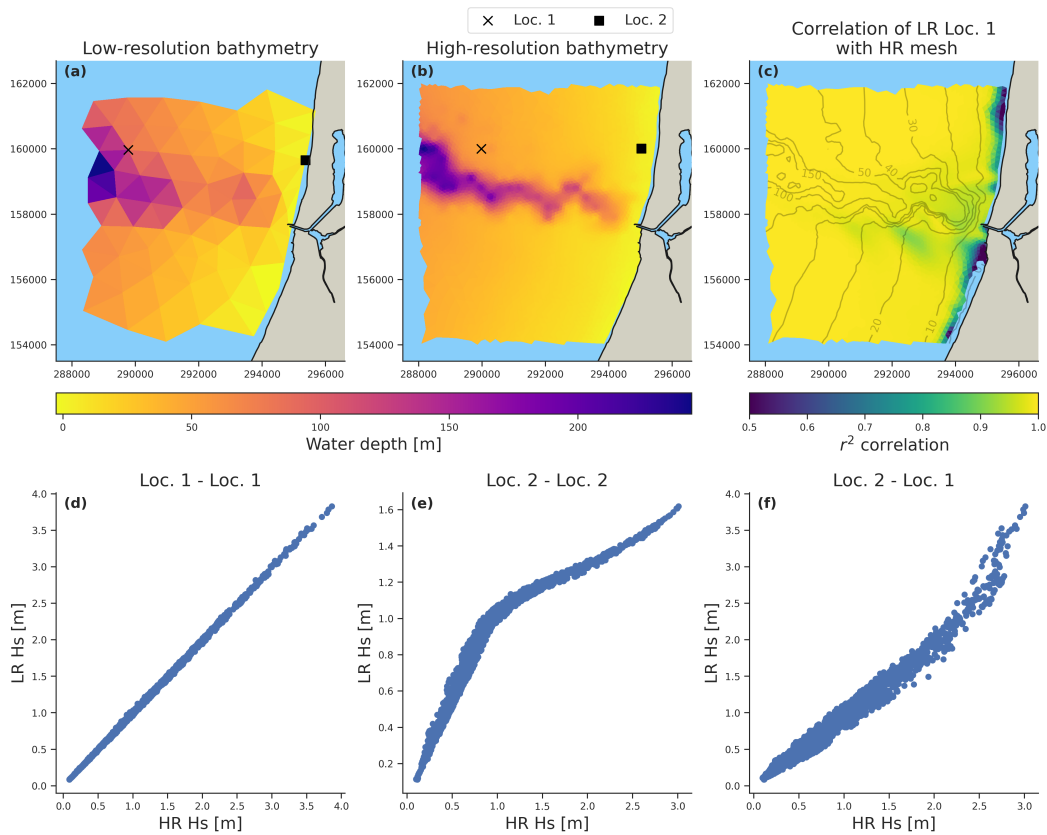 Loc. 1 Loc. 2
Low-resolution bathymetry
High-resolution bathymetry
Correlation of LR Loc. 1
with HR mesh
(a)
162000
160000
158000
156000
154000
288000 290000 292000 294000 296000
(b)
162000
160000
158000
156000
154000
288000 290000 292000 294000 296000
(c)
30
50
40
150
100
20
10
162000
160000
158000
156000
154000
288000 290000 292000 294000 296000
0 50 100 150 200
Water depth [m]
0.5 0.6 0.7 0.8 0.9 1.0
r² correlation
Loc. 1 - Loc. 1
(d)
4.0
3.5
3.0
2.5
2.0
1.5
1.0
0.5
0.0
LR Hs [m]
0.0 0.5 1.0 1.5 2.0 2.5 3.0 3.5 4.0
HR Hs [m]
Loc. 2 - Loc. 2
(e)
1.6
1.4
1.2
1.0
0.8
0.6
0.4
0.2
LR Hs [m]
0.0 0.5 1.0 1.5 2.0 2.5 3.0
HR Hs [m]
Loc. 2 - Loc. 1
(f)
4.0
3.5
3.0
2.5
2.0
1.5
1.0
0.5
0.0
LR Hs [m]
0.0 0.5 1.0 1.5 2.0 2.5 3.0
HR Hs [m]